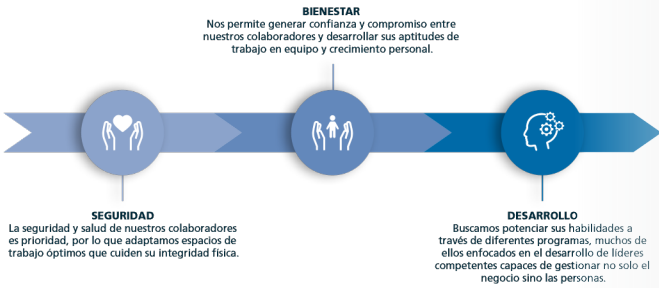 BIENESTAR
Nos permite generar confianza y compromiso entre
nuestros colaboradores y desarrollar sus aptitudes de
trabajo en equipo y crecimiento personal.
SEGURIDAD
La seguridad y salud de nuestros colaboradores
es prioridad, por lo que adaptamos espacios de
trabajo óptimos que cuiden su integridad física.
DESARROLLO
Buscamos potenciar sus habilidades a
través de diferentes programas, muchos de
ellos enfocados en el desarrollo de líderes
competentes capaces de gestionar no solo el
negocio sino las personas.